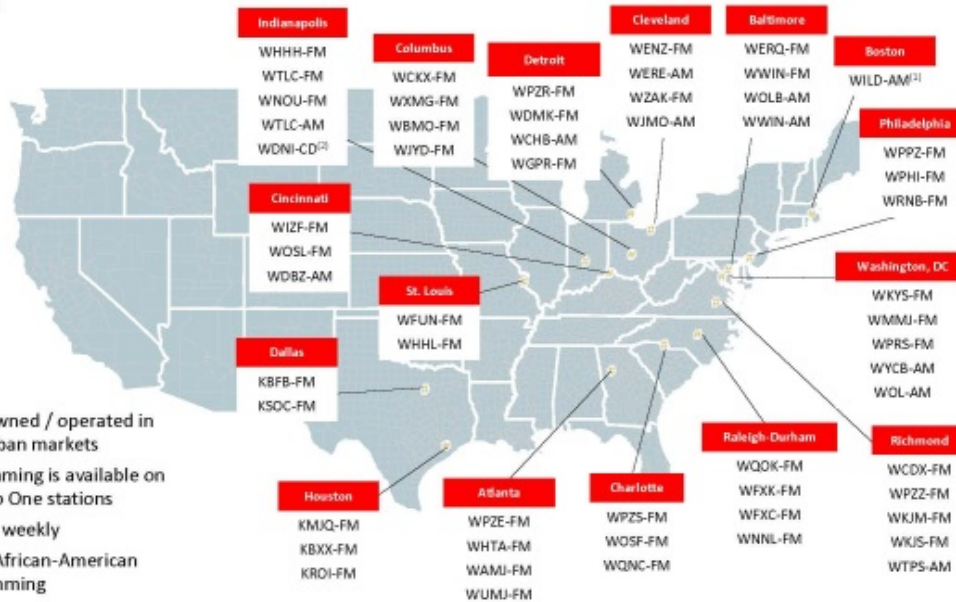 Indianapolis
WHHH-FM
WTLC-FM
WNOU-FM
WTLC-AM
WDNI-CD[2]
Columbus
WCKX-FM
WXMG-FM
WBMO-FM
WJYD-FM
Detroit
WPZR-FM
WDMK-FM
WCHB-AM
WGPR-FM
Cleveland
WENZ-FM
WERE-AM
WZAK-FM
WJMO-AM
Baltimore
WERQ-FM
WWIN-FM
WOLB-AM
WWIN-AM
Boston
WILD-AM[1]
Philadelphia
WPPZ-FM
WPHI-FM
WRNB-FM
Cincinnati
WIZF-FM
WOSL-FM
WDBZ-AM
St. Louis
WFUN-FM
WHHL-FM
Washington, DC
WKYS-FM
WMMJ-FM
WPRS-FM
WYCB-AM
WOL-AM
Dallas
KBFB-FM
KSOC-FM
wned / operated in
ban markets
ming is available on
o One stations
weekly
African-American
nming
Houston
KMJQ-FM
KBXX-FM
KROI-FM
Atlanta
WPZE-FM
WHTA-FM
WAMJ-FM
WUMJ-FM
Charlotte
WPZS-FM
WOSF-FM
WQNC-FM
Raleigh-Durham
WQOK-FM
WFXK-FM
WFXC-FM
WNNL-FM
Richmond
WCDX-FM
WPZZ-FM
WKJM-FM
WKJS-FM
WTPS-AM